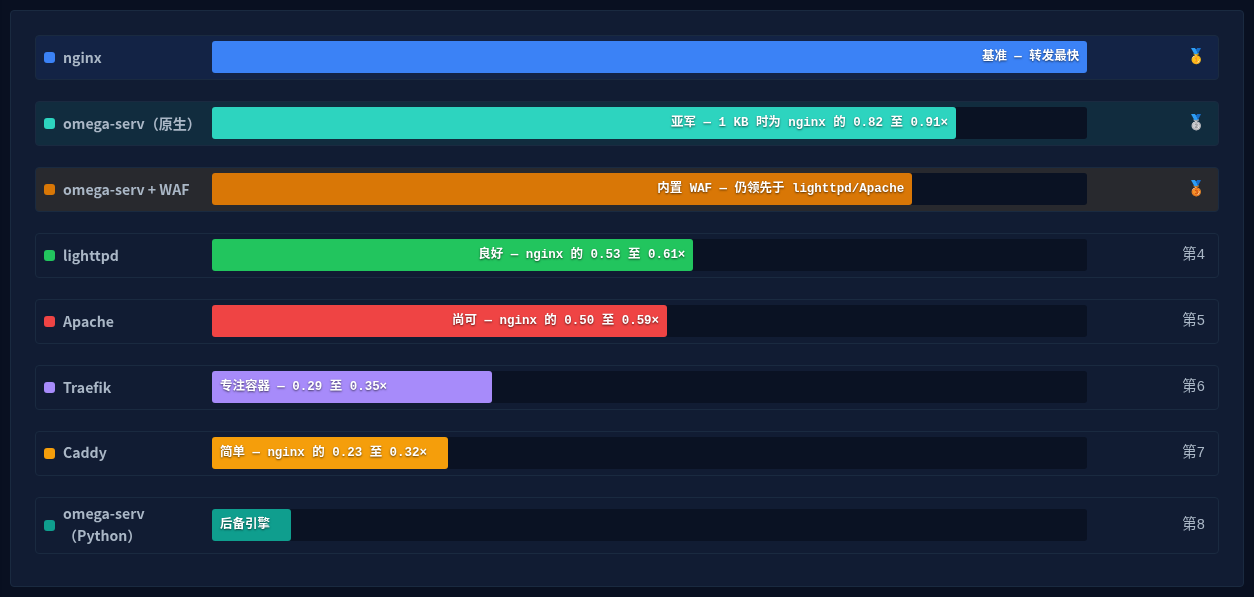 nginx
基准 — 转发最快
🥇
omega-serv（原生）
亚军 — 1 KB 时为 nginx 的 0.82 至 0.91×
🥈
omega-serv + WAF
内置 WAF — 仍领先于 lighttpd/Apache
🥉
lighttpd
良好 — nginx 的 0.53 至 0.61×
第4
Apache
尚可 — nginx 的 0.50 至 0.59×
第5
Traefik
专注容器 — 0.29 至 0.35×
第6
Caddy
简单 — nginx 的 0.23 至 0.32×
第7
omega-serv
（Python）
后备引擎
第8